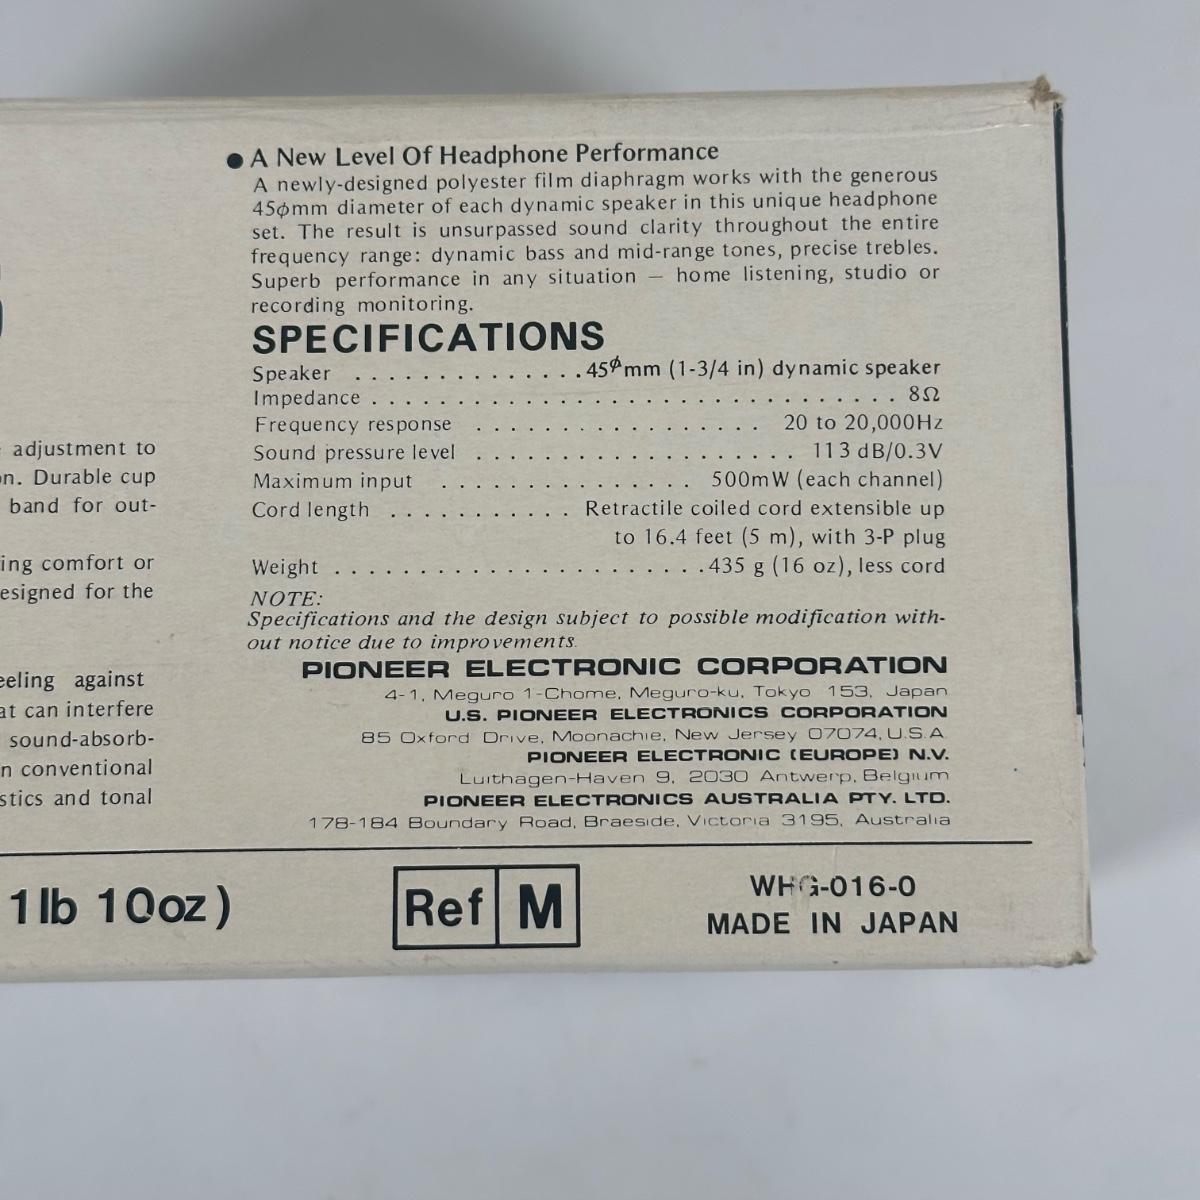 ● A New Level Of Headphone Performance
A newly-designed polyester film diaphragm works with the generous
45φmm diameter of each dynamic speaker in this unique headphone
set. The result is unsurpassed sound clarity throughout the entire
frequency range: dynamic bass and mid-range tones, precise trebles.
Superb performance in any situation — home listening, studio or
recording monitoring.
SPECIFICATIONS
Speaker . . . . . . . . . . . . . . 45φmm (1-3/4 in) dynamic speaker
Impedance . . . . . . . . . . . . . . . . . . . . . . . . . . . . . . . . 8Ω
Frequency response . . . . . . . . . . . . . . . . . 20 to 20,000Hz
Sound pressure level . . . . . . . . . . . . . . . . . . . 113 dB/0.3V
Maximum input . . . . . . . . . . . . . . . 500mW (each channel)
Cord length . . . . . . . . . . . Retractile coiled cord extensible up
to 16.4 feet (5 m), with 3-P plug
Weight . . . . . . . . . . . . . . . . . . . . . . . 435 g (16 oz), less cord
NOTE:
Specifications and the design subject to possible modification with-
out notice due to improvements.
PIONEER ELECTRONIC CORPORATION
4-1, Meguro 1-Chome, Meguro-ku, Tokyo 153, Japan
U.S. PIONEER ELECTRONICS CORPORATION
85 Oxford Drive, Moonachie, New Jersey 07074, U.S.A.
PIONEER ELECTRONIC (EUROPE) N.V.
Luithagen-Haven 9, 2030 Antwerp, Belgium
PIONEER ELECTRONICS AUSTRALIA PTY. LTD.
178-184 Boundary Road, Braeside, Victoria 3195, Australia
adjustment to
on. Durable cup
band for out-
ing comfort or
esigned for the
eeling against
at can interfere
sound-absorb-
n conventional
stics and tonal
1 lb 10oz)
Ref M
WHG-016-0
MADE IN JAPAN